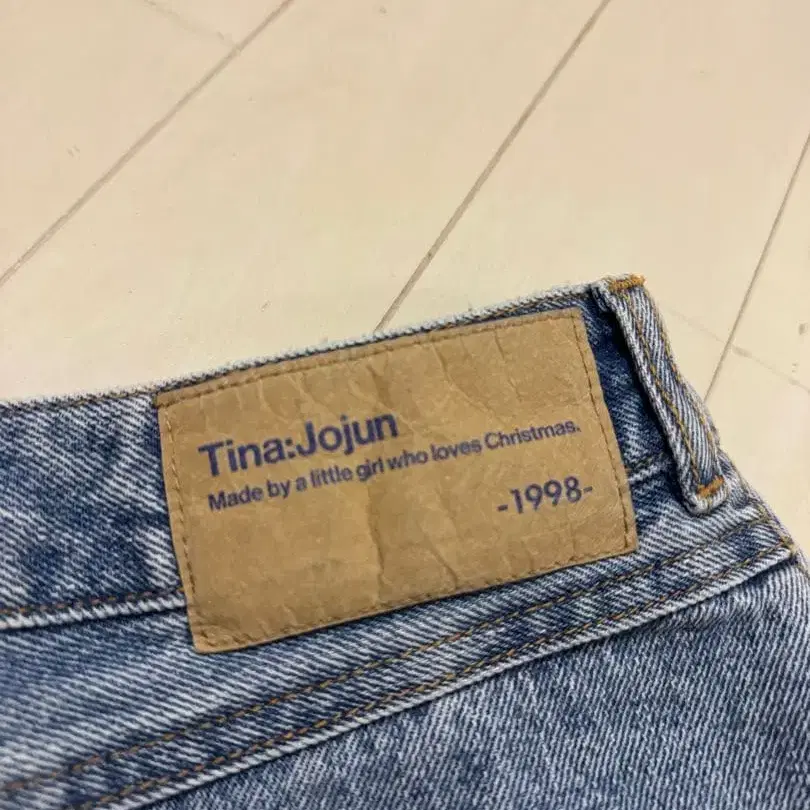 Tina:Jojun
Made by a little girl who loves Christmas.
-1998-